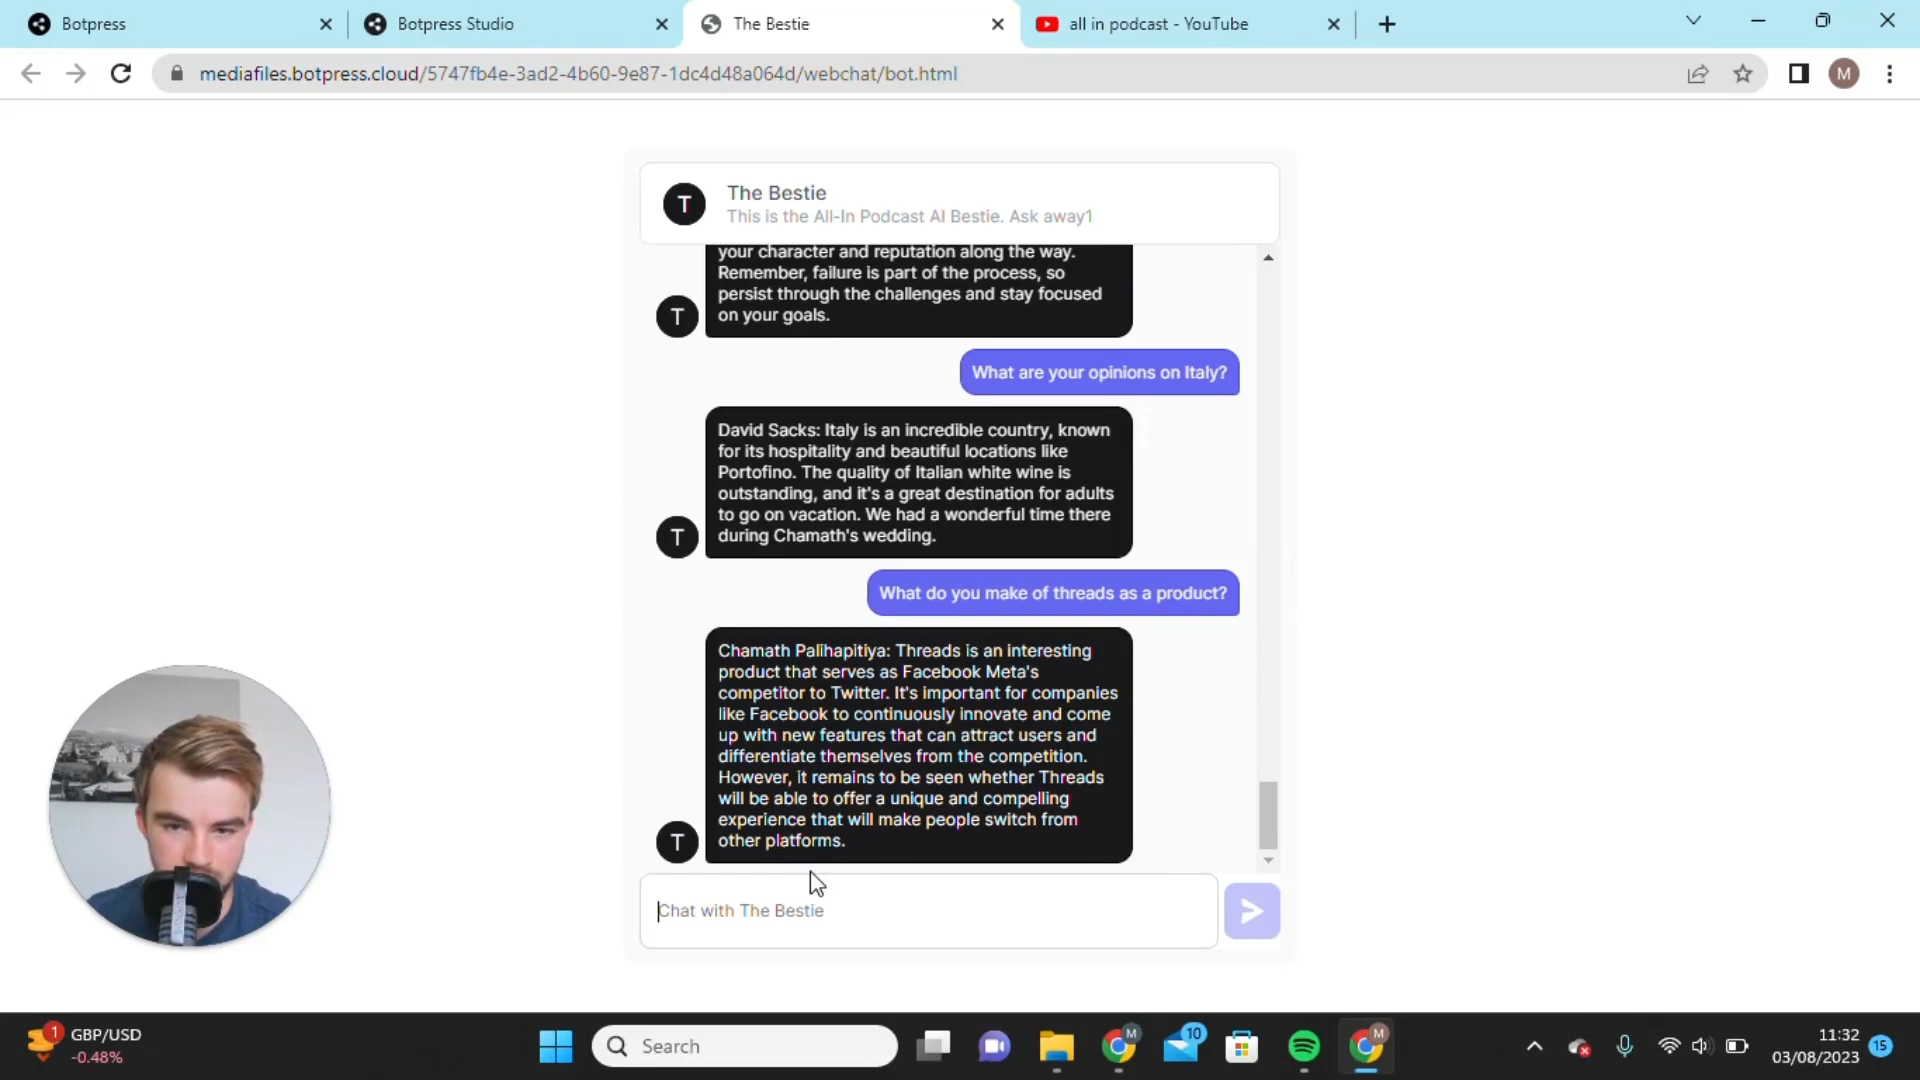 Botpress
Botpress Studio
The Bestie
all in podcast - YouTube
mediafiles.botpress.cloud/5747fb4e-3ad2-4b60-9e87-1dc4d48a064d/webchat/bot.html
M
T
The Bestie
This is the All-In Podcast AI Bestie. Ask away1
your character and reputation along the way.
Remember, failure is part of the process, so
persist through the challenges and stay focused
on your goals.
T
What are your opinions on Italy?
David Sacks: Italy is an incredible country, known
for its hospitality and beautiful locations like
Portofino. The quality of Italian white wine is
outstanding, and it's a great destination for adults
to go on vacation. We had a wonderful time there
during Chamath's wedding.
T
What do you make of threads as a product?
Chamath Palihapitiya: Threads is an interesting
product that serves as Facebook Meta's
competitor to Twitter. It's important for companies
like Facebook to continuously innovate and come
up with new features that can attract users and
differentiate themselves from the competition.
However, it remains to be seen whether Threads
will be able to offer a unique and compelling
experience that will make people switch from
other platforms.
T
Chat with The Bestie
1
GBP/USD
-0.48%
Search
M
10
M
11:32
03/08/2023
15